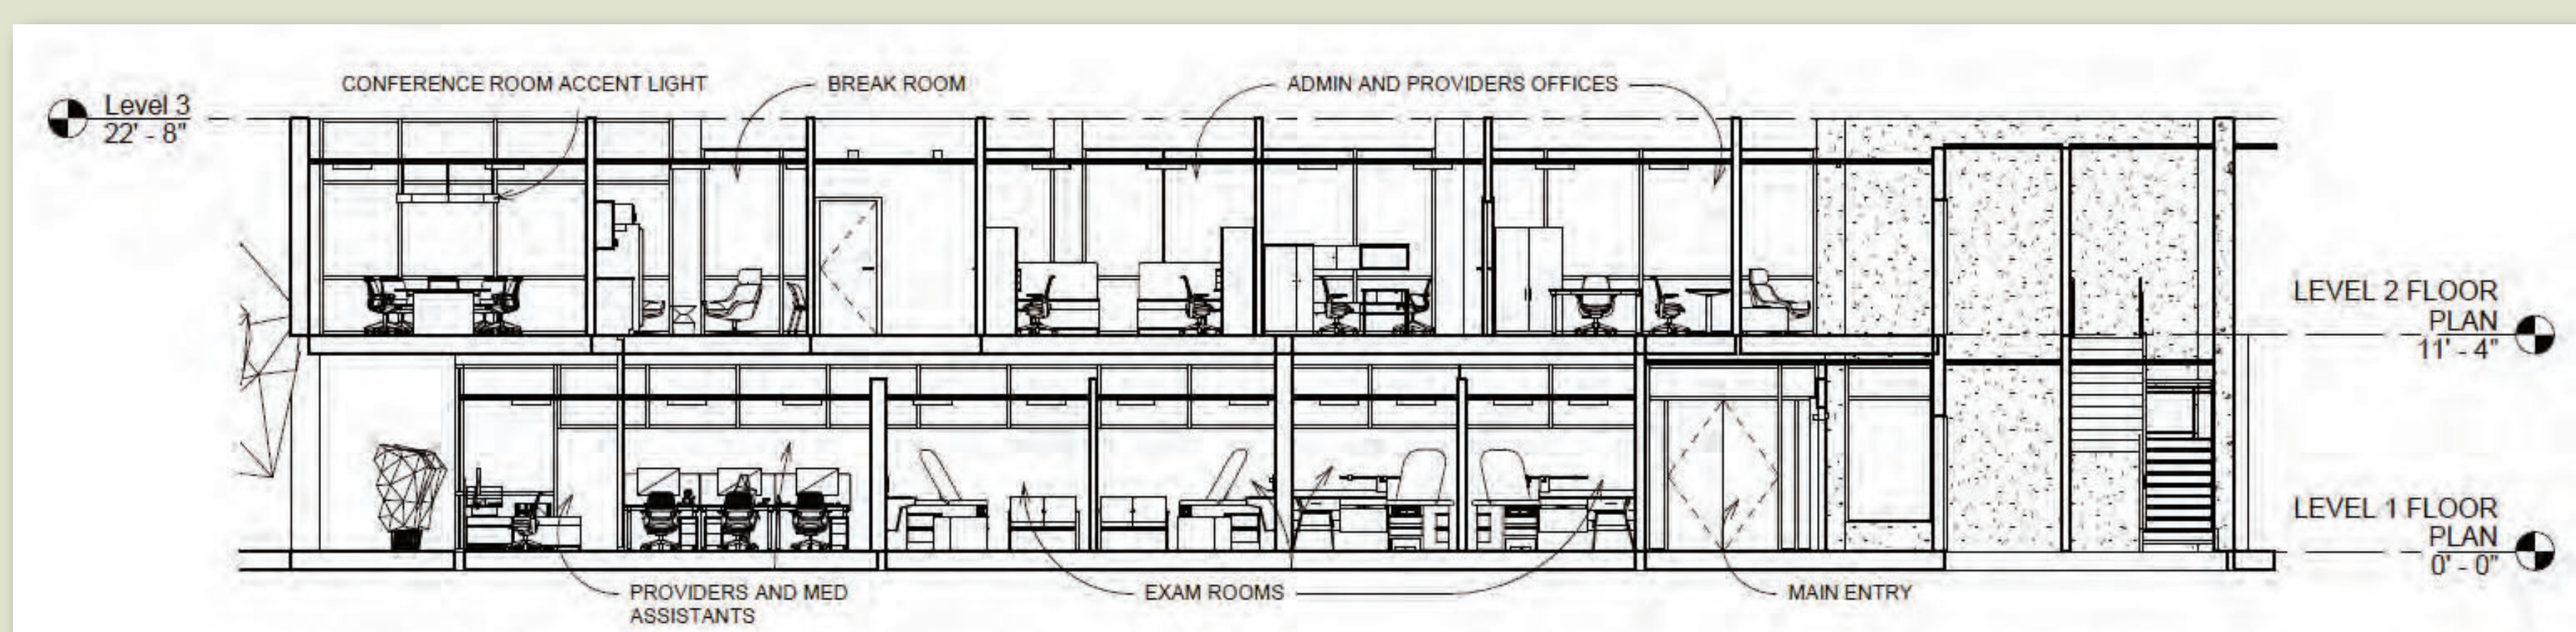 CONFERENCE ROOM ACCENT LIGHT
BREAK ROOM
ADMIN AND PROVIDERS OFFICES
Level 3
22' - 8"
LEVEL 2 FLOOR
PLAN
11' - 4"
LEVEL 1 FLOOR
PLAN
0' - 0"
PROVIDERS AND MED
ASSISTANTS
EXAM ROOMS
MAIN ENTRY